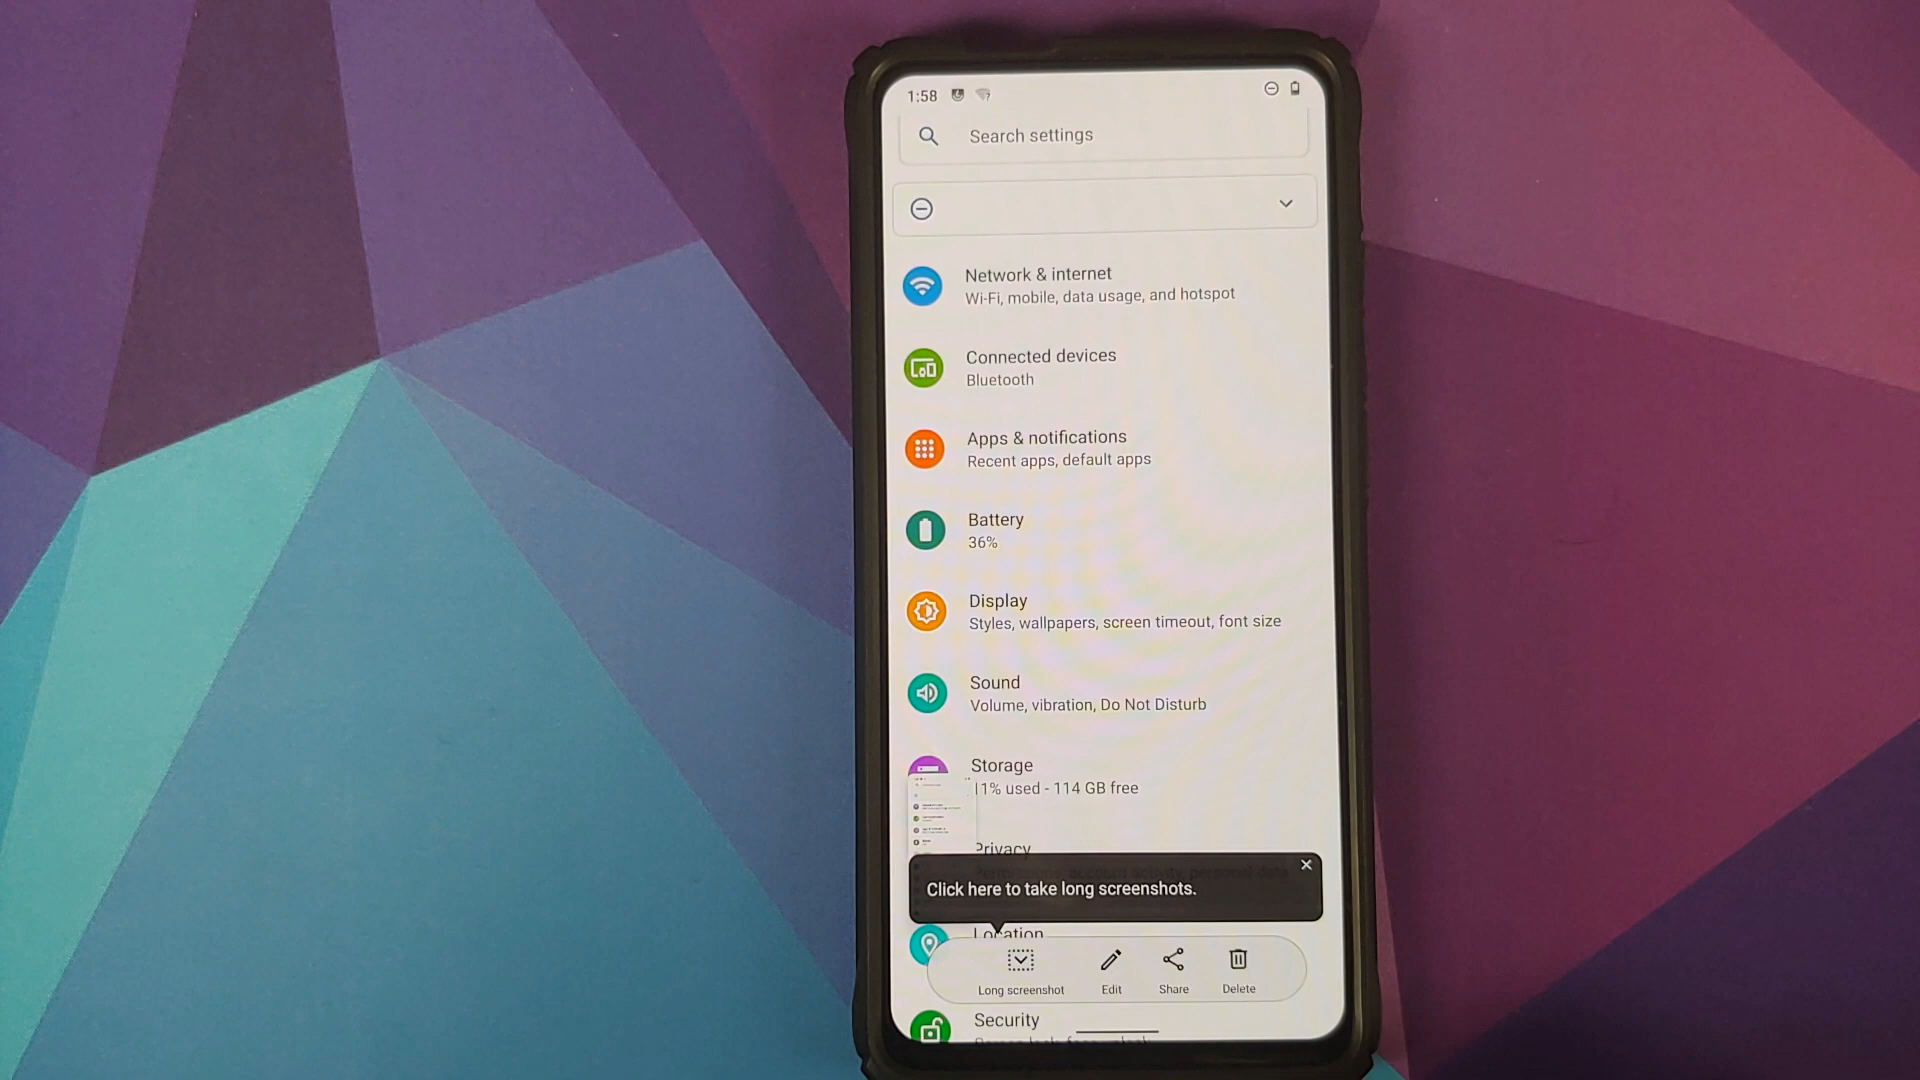 1:58
Search settings
Network & internet
Wi-Fi, mobile, data usage, and hotspot
Connected devices
Bluetooth
Apps & notifications
Recent apps, default apps
Battery
36%
Display
Styles, wallpapers, screen timeout, font size
Sound
Volume, vibration, Do Not Disturb
Storage
11% used - 114 GB free
Privacy
Click here to take long screenshots.
Location
Long screenshot
Edit
Share
Delete
Security